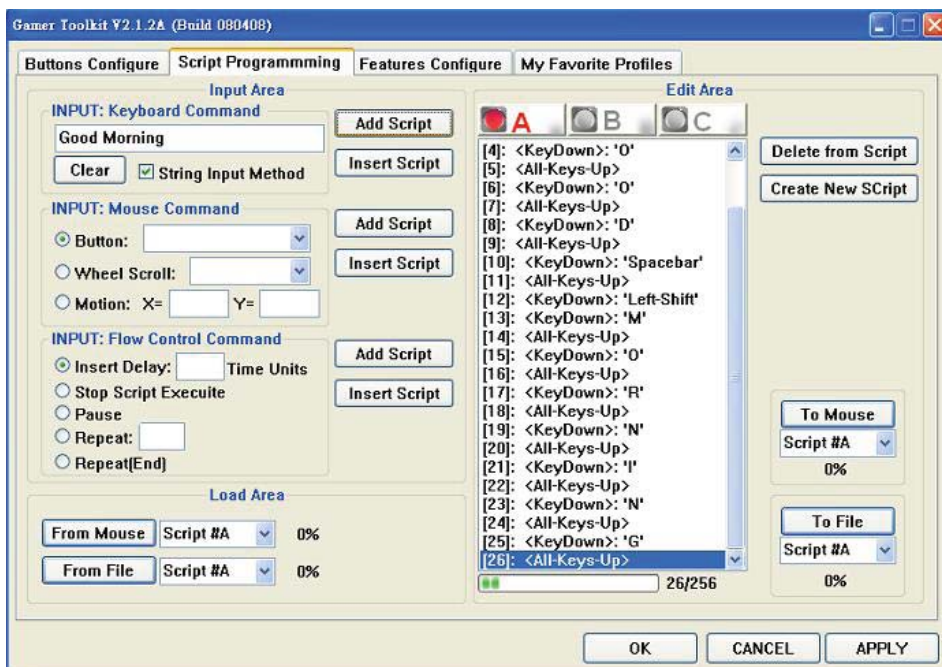 Gamer Toolkit V2.1.2A (Build 080408)
Buttons Configure
Script Programmming
Features Configure
My Favorite Profiles
Input Area
INPUT: Keyboard Command
Good Morning
Clear
String Input Method
Add Script
Insert Script
INPUT: Mouse Command
Button:
Wheel Scroll:
Motion: X= Y=
Add Script
Insert Script
INPUT: Flow Control Command
Insert Delay: Time Units
Stop Script Execuite
Pause
Repeat:
Repeat(End)
Add Script
Insert Script
Load Area
From Mouse Script #A 0%
From File Script #A 0%
Edit Area
A B C
[4]: <KeyDown>: 'O'
[5]: <All-Keys-Up>
[6]: <KeyDown>: 'O'
[7]: <All-Keys-Up>
[8]: <KeyDown>: 'D'
[9]: <All-Keys-Up>
[10]: <KeyDown>: 'Spacebar'
[11]: <All-Keys-Up>
[12]: <KeyDown>: 'Left-Shift'
[13]: <KeyDown>: 'M'
[14]: <All-Keys-Up>
[15]: <KeyDown>: 'O'
[16]: <All-Keys-Up>
[17]: <KeyDown>: 'R'
[18]: <All-Keys-Up>
[19]: <KeyDown>: 'N'
[20]: <All-Keys-Up>
[21]: <KeyDown>: 'I'
[22]: <All-Keys-Up>
[23]: <KeyDown>: 'N'
[24]: <All-Keys-Up>
[25]: <KeyDown>: 'G'
[26]: <All-Keys-Up>
26/256
Delete from Script
Create New SCript
To Mouse
Script #A
0%
To File
Script #A
0%
OK
CANCEL
APPLY